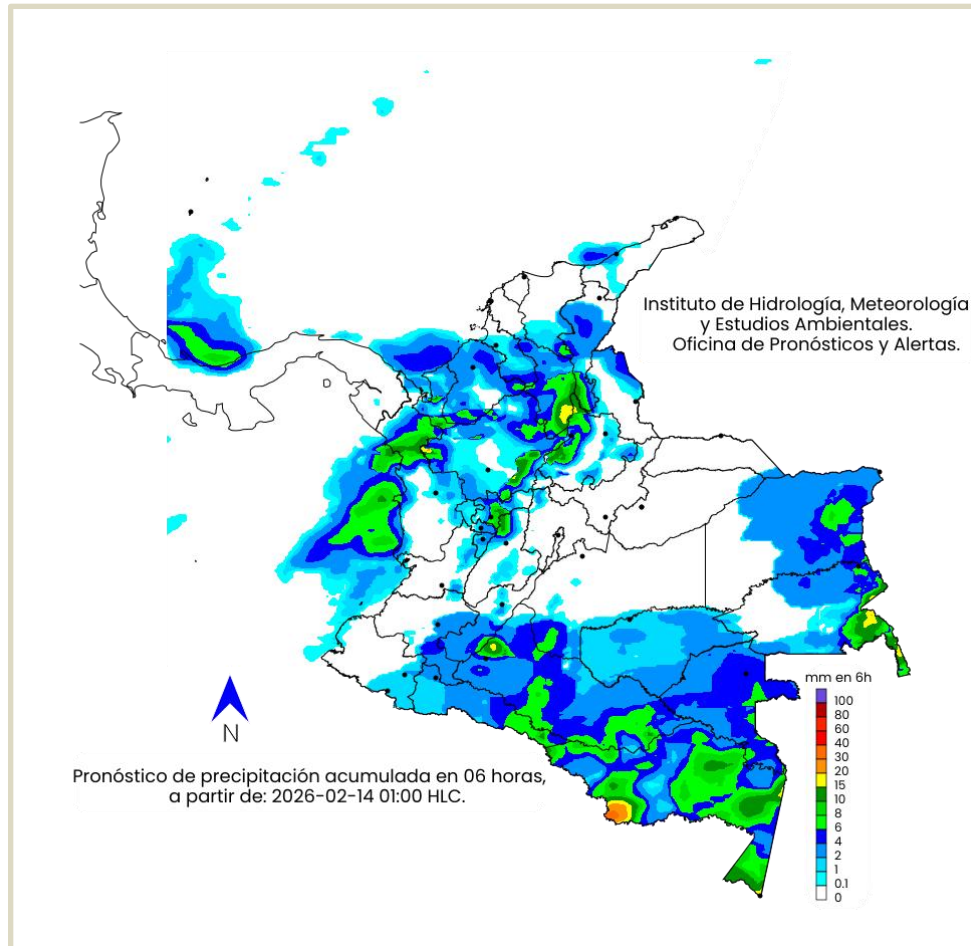 Instituto de Hidrología, Meteorología
y Estudios Ambientales.
Oficina de Pronósticos y Alertas.
mm en 6h
100
80
60
40
30
20
15
10
8
6
4
2
1
0.1
0
N
Pronóstico de precipitación acumulada en 06 horas,
a partir de: 2026-02-14 01:00 HLC.